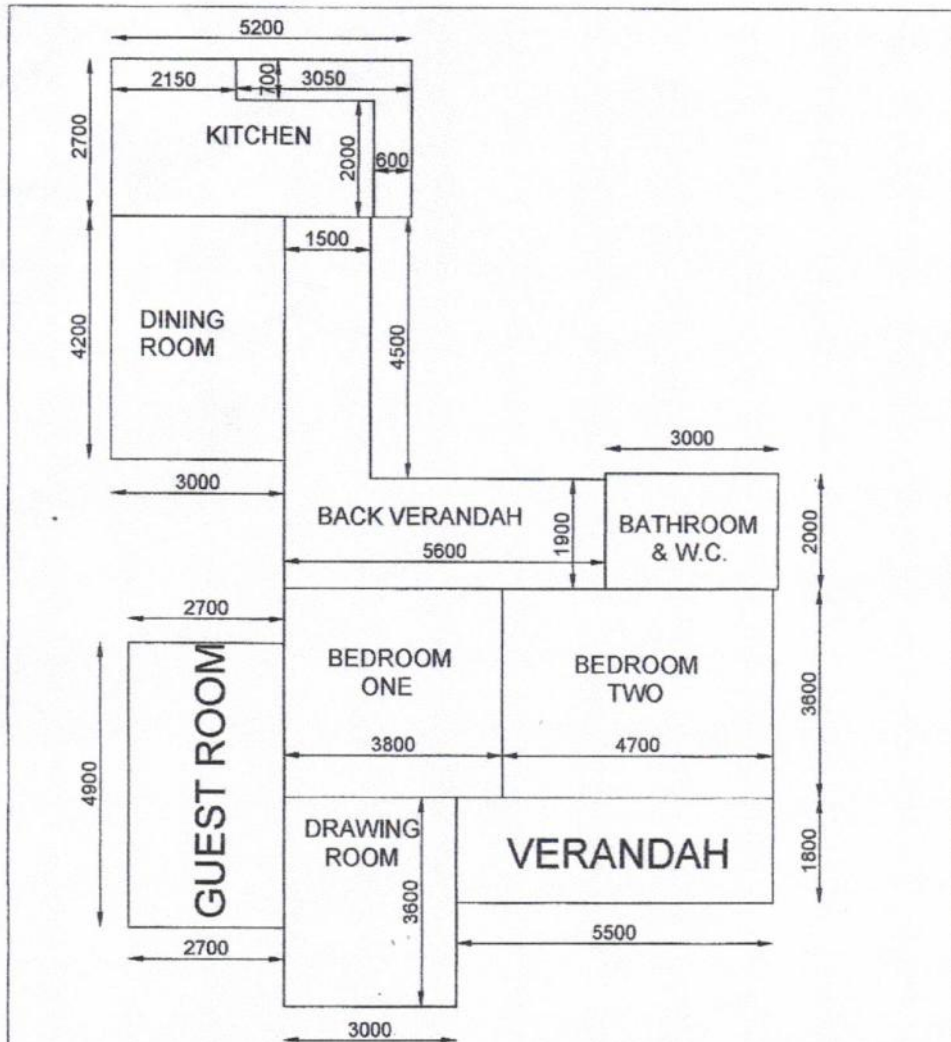 5200
2150
700
3050
KITCHEN
2700
2000
600
1500
DINING
ROOM
4200
4500
3000
3000
BACK VERANDAH
5600
1900
BATHROOM
& W.C.
2000
2700
BEDROOM
ONE
BEDROOM
TWO
3600
GUEST ROOM
4900
3800
4700
DRAWING
ROOM
VERANDAH
1800
3600
5500
2700
3000